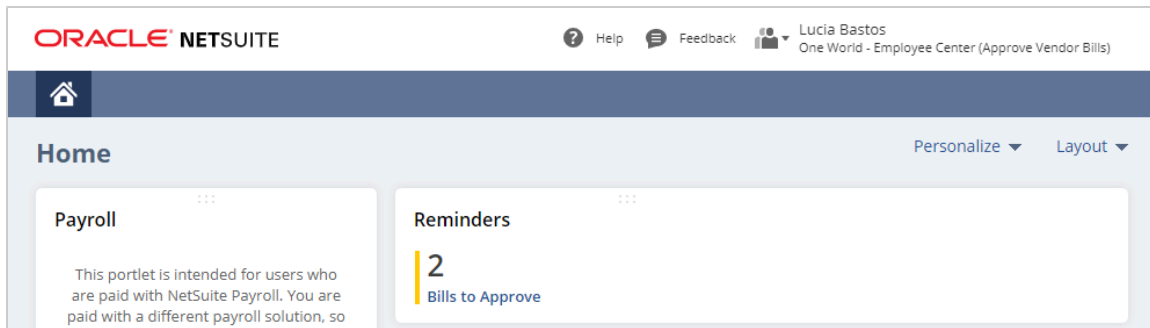 ORACLE NETSUITE
Help
Feedback
Lucia Bastos
One World - Employee Center (Approve Vendor Bills)
Home
Personalize
Layout
Payroll
This portlet is intended for users who
are paid with NetSuite Payroll. You are
paid with a different payroll solution, so
Reminders
2
Bills to Approve